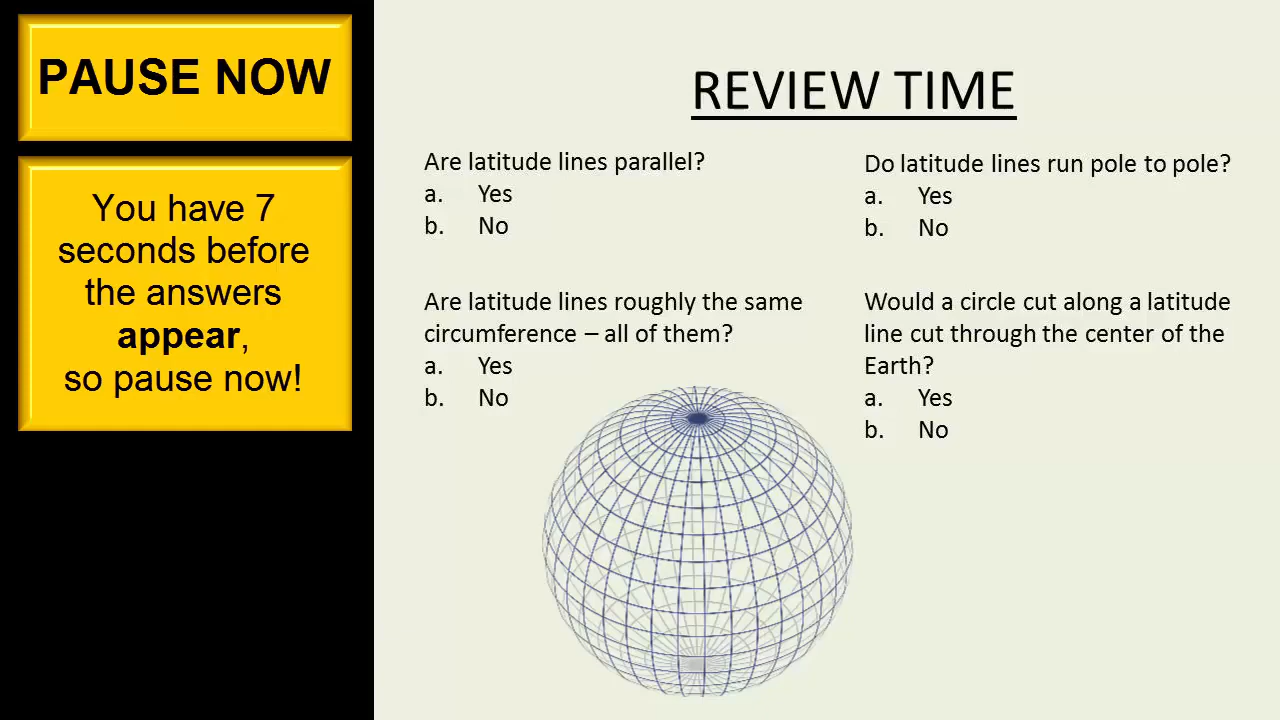 PAUSE NOW
You have 7
seconds before
the answers
appear,
so pause now!
REVIEW TIME
Are latitude lines parallel?
a. Yes
b. No
Do latitude lines run pole to pole?
a. Yes
b. No
Are latitude lines roughly the same
circumference – all of them?
a. Yes
b. No
Would a circle cut along a latitude
line cut through the center of the
Earth?
a. Yes
b. No